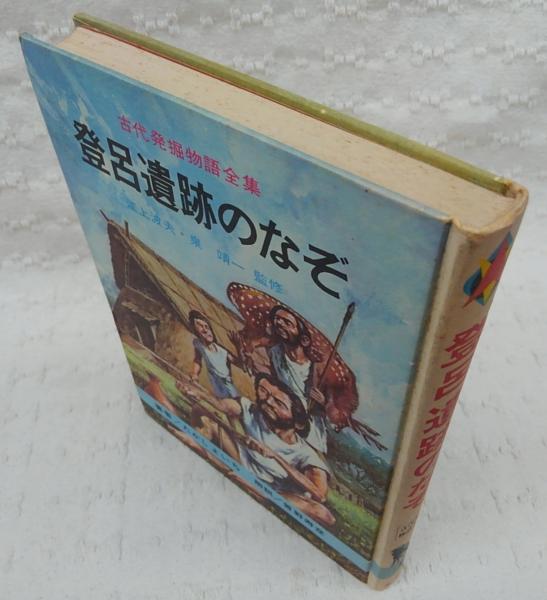 古代発掘物語全集
登呂遺跡のなぞ
江上波夫・泉 靖一 監修
登呂遺跡のなぞ